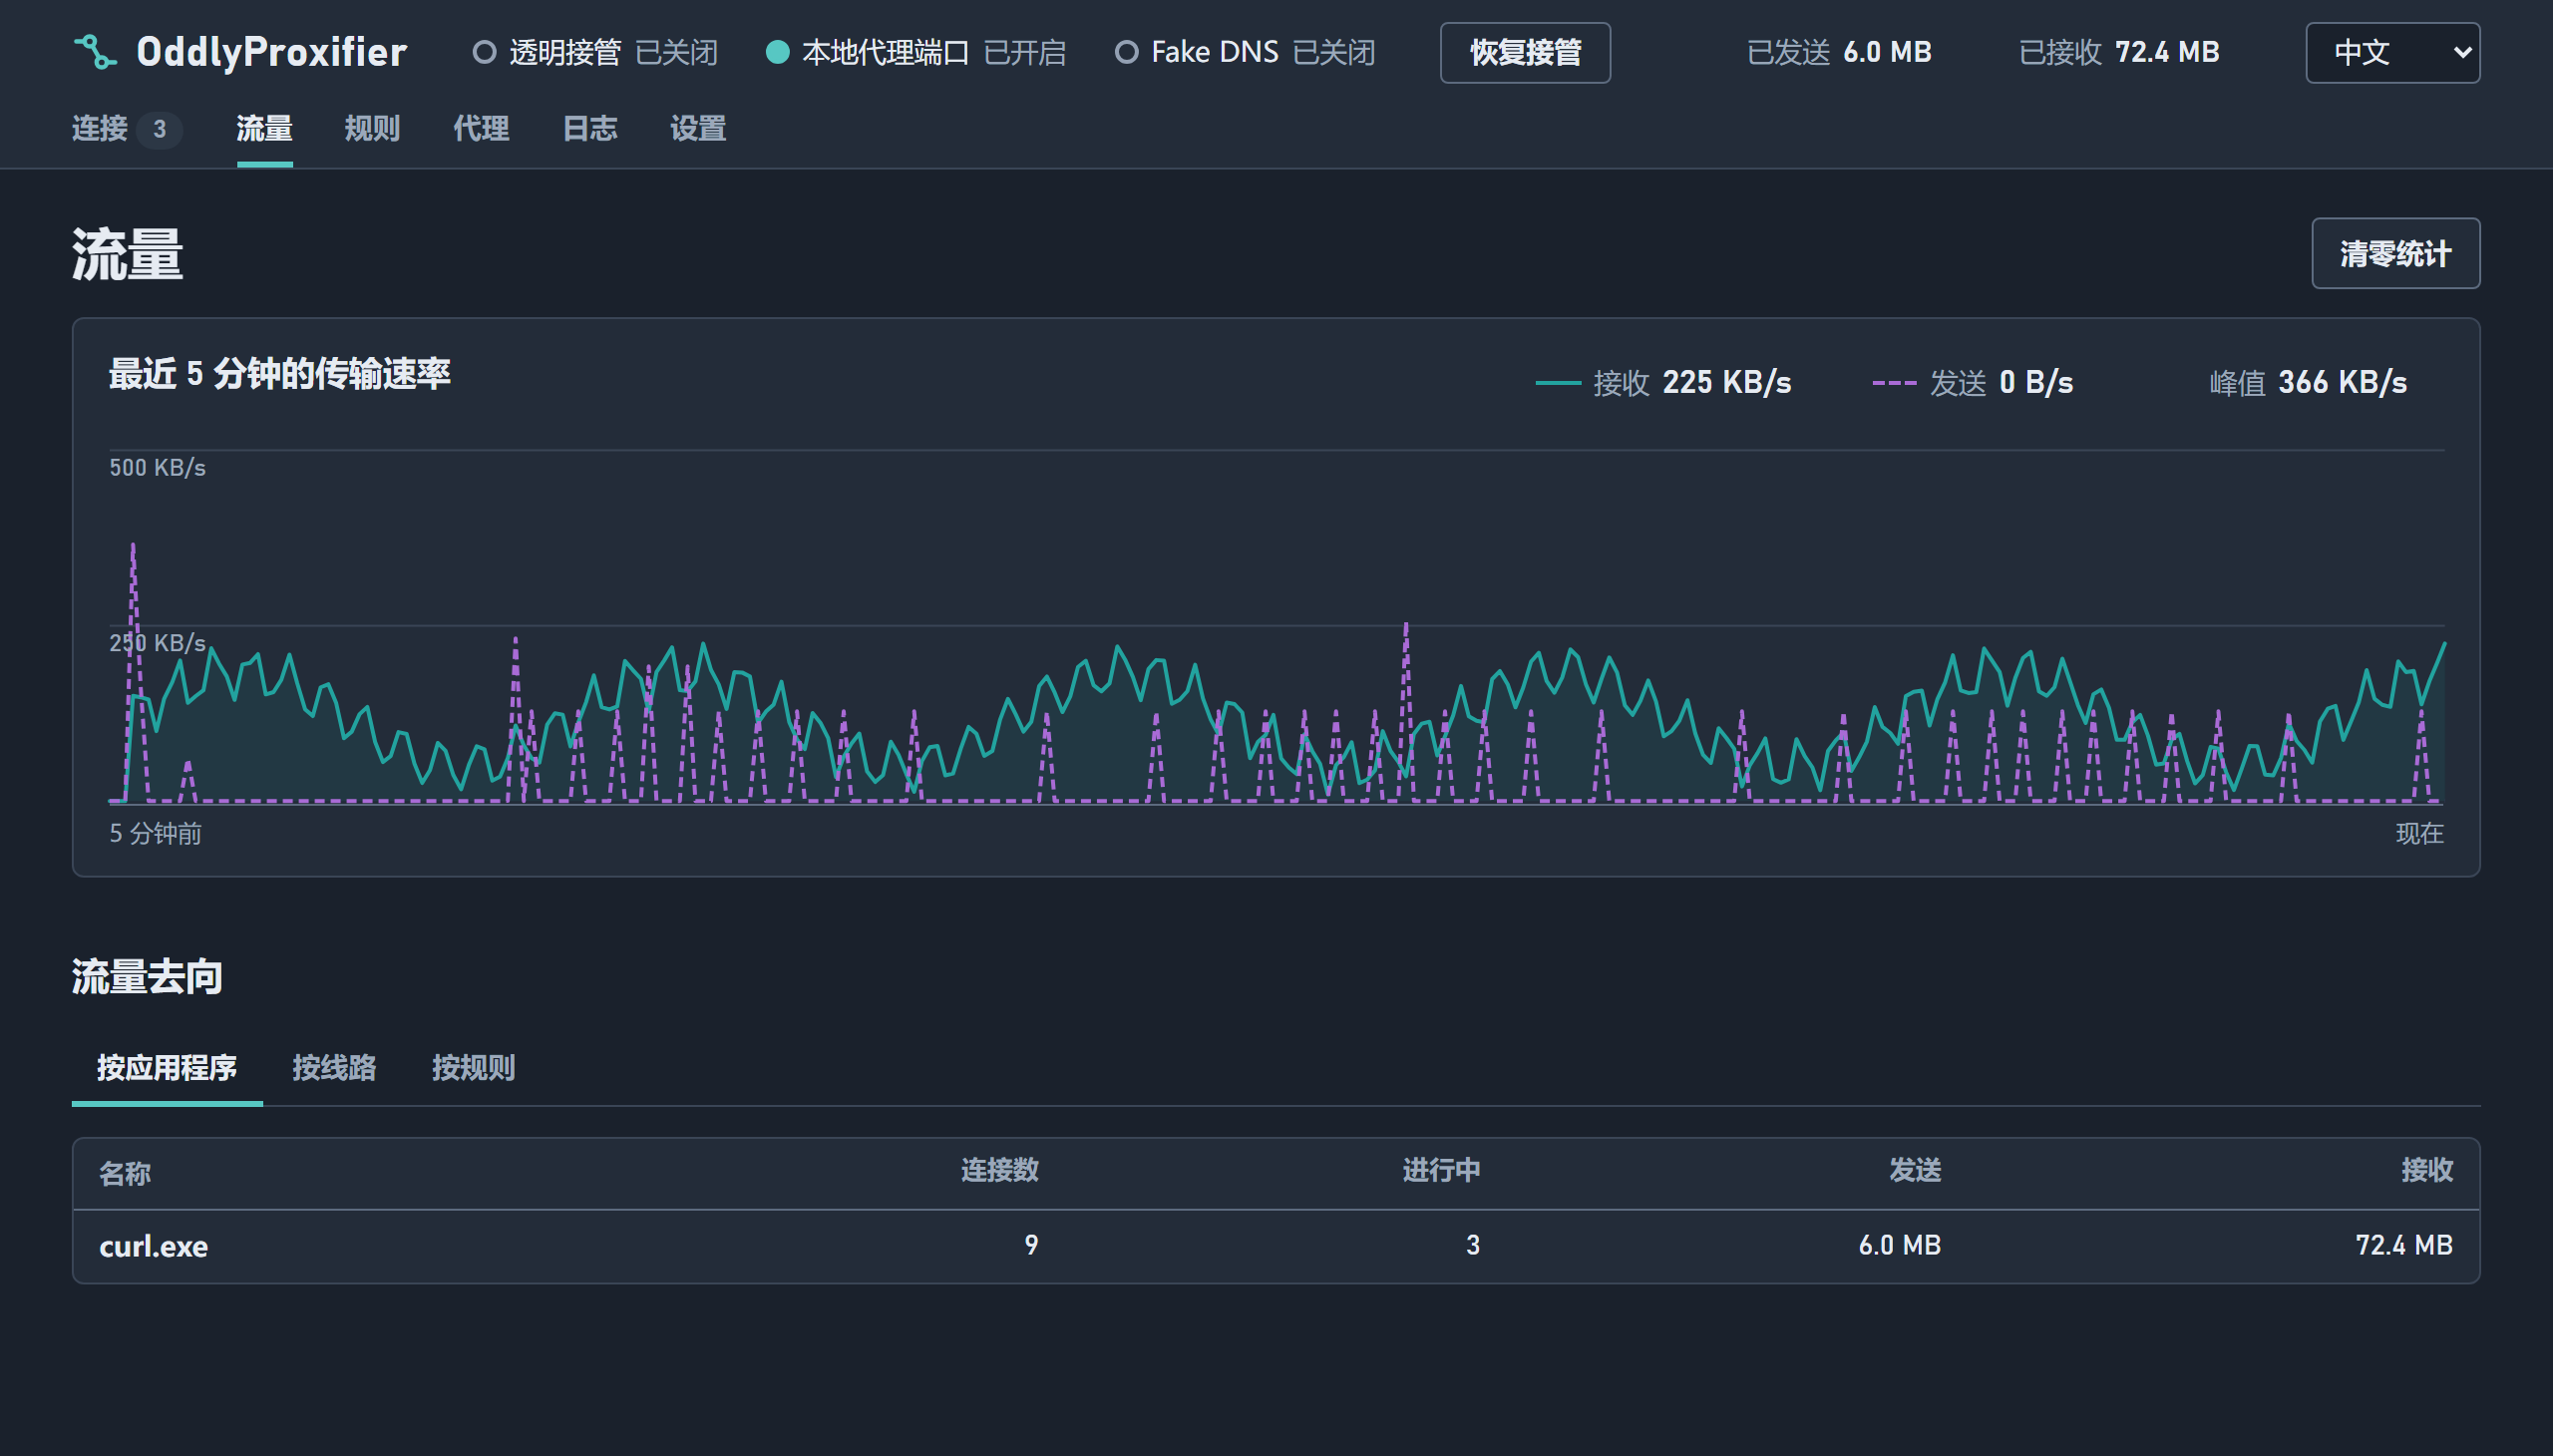 OddlyProxifier 透明接管 已关闭 本地代理端口 已开启 Fake DNS 已关闭 恢复接管 已发送 6.0 MB 已接收 72.4 MB 中文
连接 3 流量 规则 代理 日志 设置
流量 清零统计
最近 5 分钟的传输速率 接收 225 KB/s 发送 0 B/s 峰值 366 KB/s
500 KB/s
250 KB/s
5 分钟前 现在
流量去向
按应用程序 按线路 按规则
名称 连接数 进行中 发送 接收
curl.exe 9 3 6.0 MB 72.4 MB